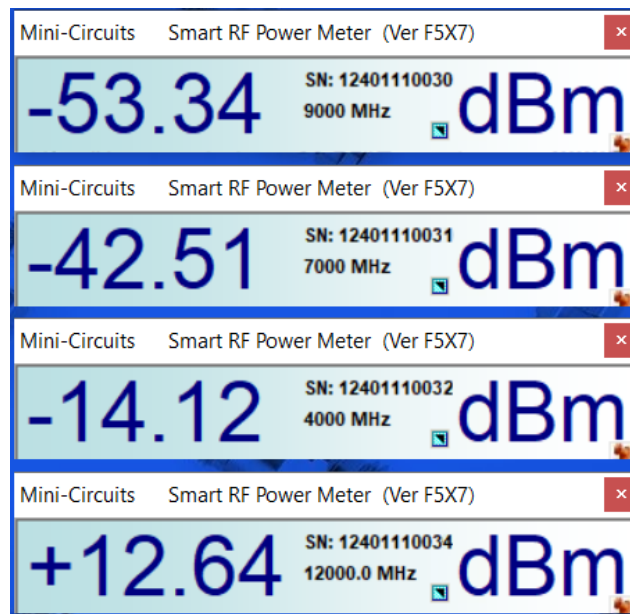 Mini-Circuits Smart RF Power Meter (Ver F5X7)
-53.34 SN: 12401110030 dBm
9000 MHz
Mini-Circuits Smart RF Power Meter (Ver F5X7)
-42.51 SN: 12401110031 dBm
7000 MHz
Mini-Circuits Smart RF Power Meter (Ver F5X7)
-14.12 SN: 12401110032 dBm
4000 MHz
Mini-Circuits Smart RF Power Meter (Ver F5X7)
+12.64 SN: 12401110034 dBm
12000.0 MHz